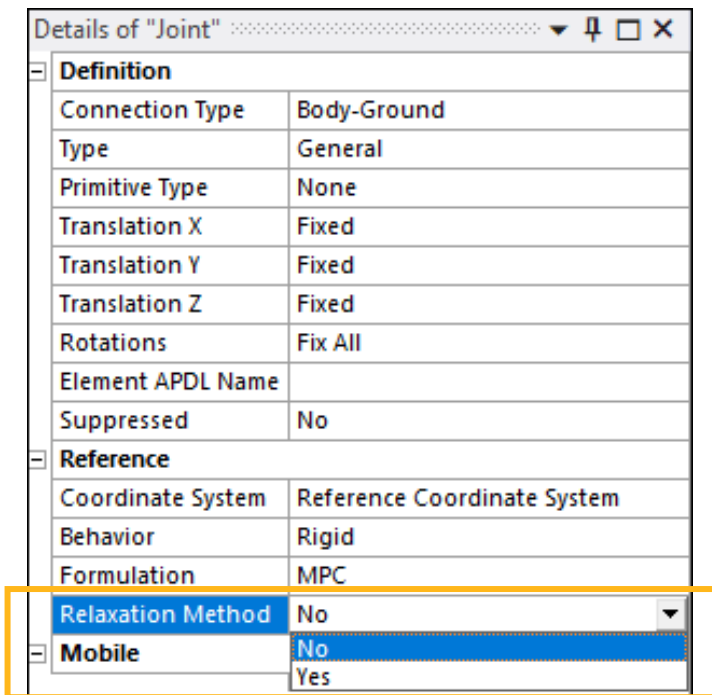 Details of "Joint"
Definition
Connection Type Body-Ground
Type General
Primitive Type None
Translation X Fixed
Translation Y Fixed
Translation Z Fixed
Rotations Fix All
Element APDL Name
Suppressed No
Reference
Coordinate System Reference Coordinate System
Behavior Rigid
Formulation MPC
Relaxation Method No
Mobile No
Yes